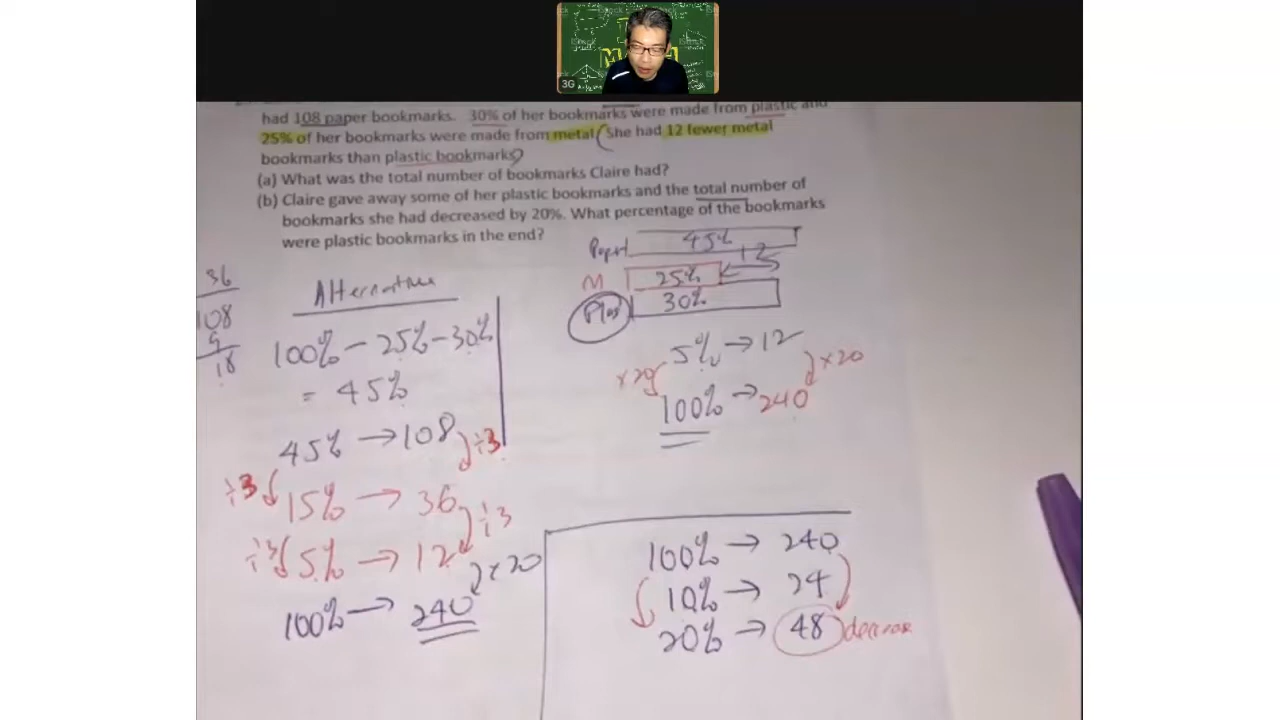 3G
had 108 paper bookmarks. 30% of her bookmarks were made from plastic and
25% of her bookmarks were made from metal (She had 12 fewer metal
bookmarks than plastic bookmarks)
(a) What was the total number of bookmarks Claire had?
(b) Claire gave away some of her plastic bookmarks and the total number of
bookmarks she had decreased by 20%. What percentage of the bookmarks
were plastic bookmarks in the end?
45%
M 25% 12
30%
5% → 12
×20 ×20
100% → 240
36
108
9
18
Alternative
100% - 25% - 30%
= 45%
45% → 108
÷3 ÷3
15% → 36
÷3 ÷3
5% → 12
×20
100% → 240
100% → 240
10% → 24
20% → 48